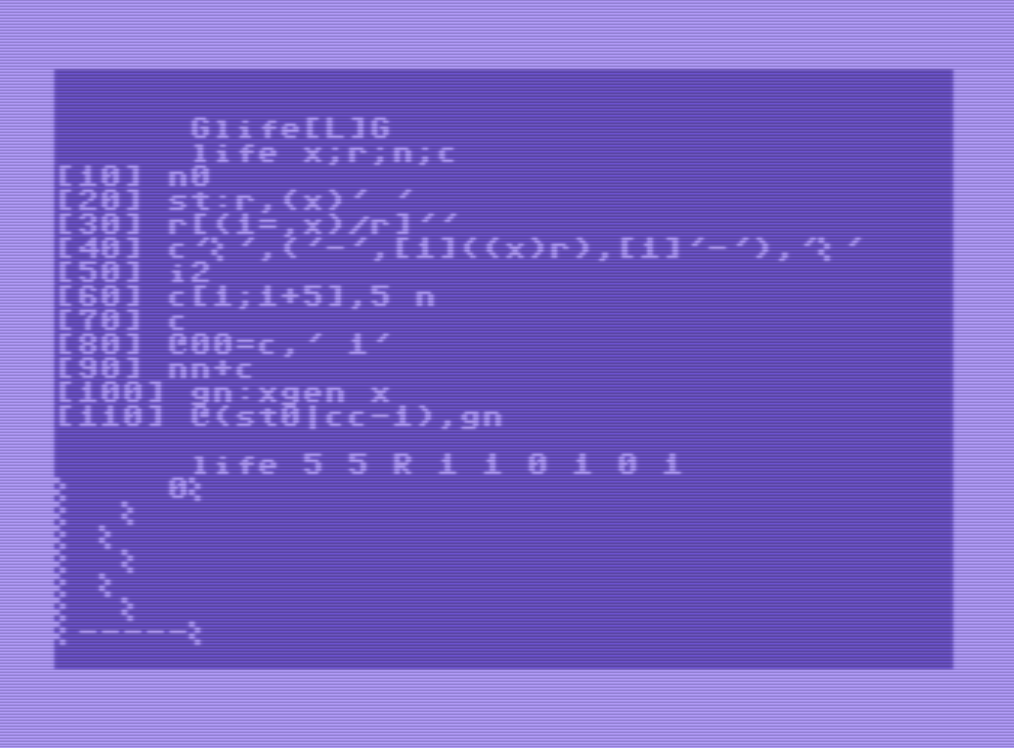 Glife[L]G
life x;r;n;c
[10] n0
[20] st:r,(x)' '
[30] r[(1=,x)/r]''
[40] c'⌇',('-',[1]((x)r),[1]'-'),'⌇'
[50] i2
[60] c[1;1+5],5 n
[70] c
[80] @00=c,' i'
[90] nn+c
[100] gn:xgen x
[110] @(st0|cc-1),gn
life 5 5 R 1 1 0 1 0 1
⌇    0⌇
⌇  ⌇
⌇ ⌇
⌇  ⌇
⌇ ⌇
⌇  ⌇
⌇-----⌇